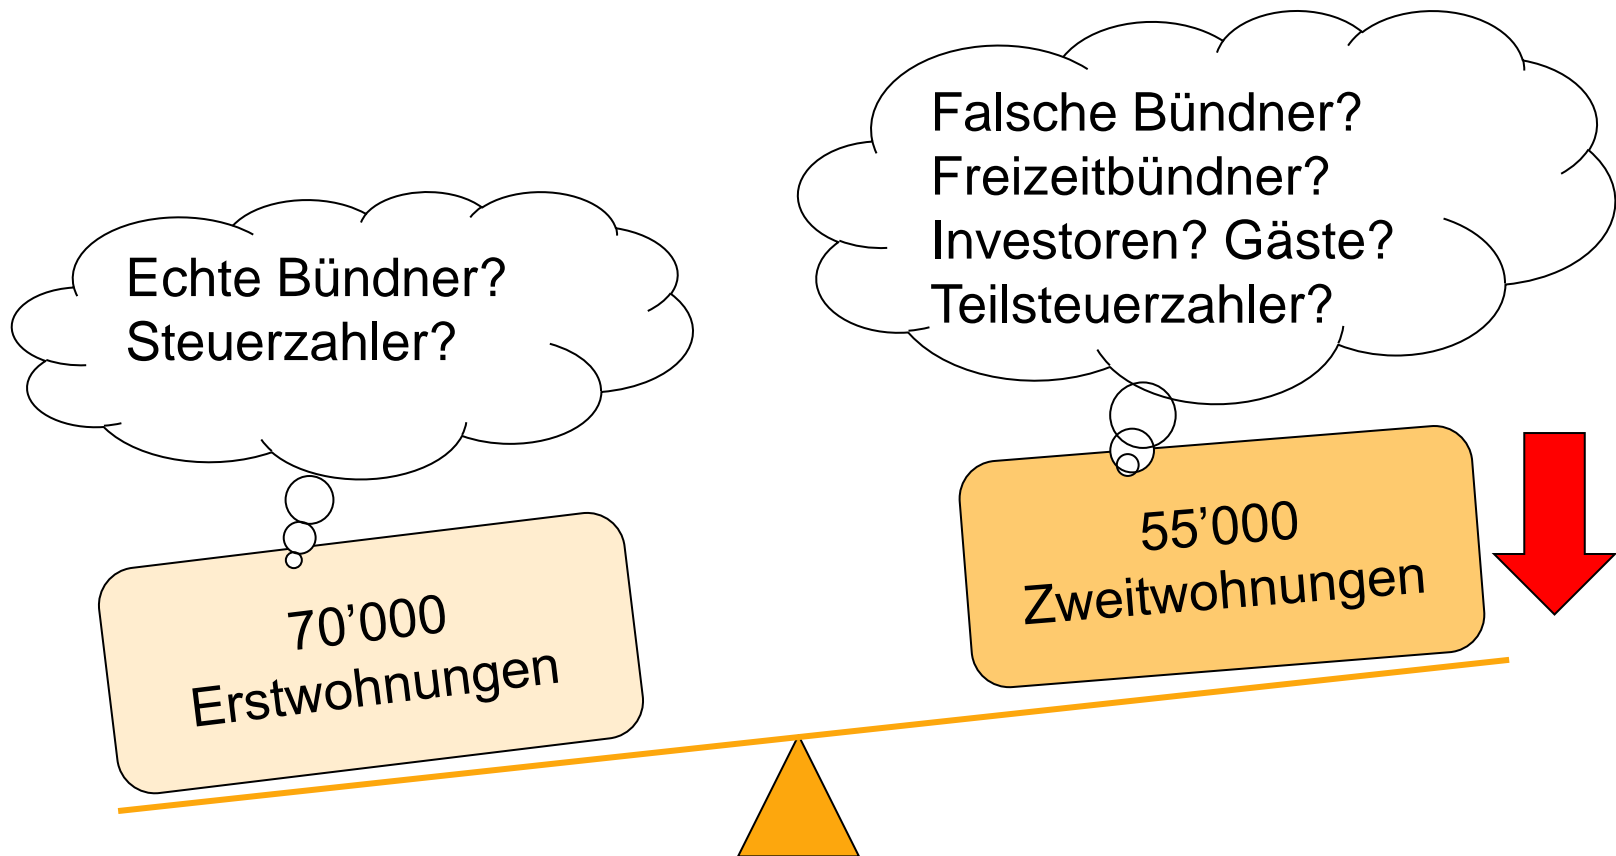 Echte Bündner?
Steuerzahler?
Falsche Bündner?
Freizeitbündner?
Investoren? Gäste?
Teilsteuerzahler?
70’000
Erstwohnungen
55’000
Zweitwohnungen